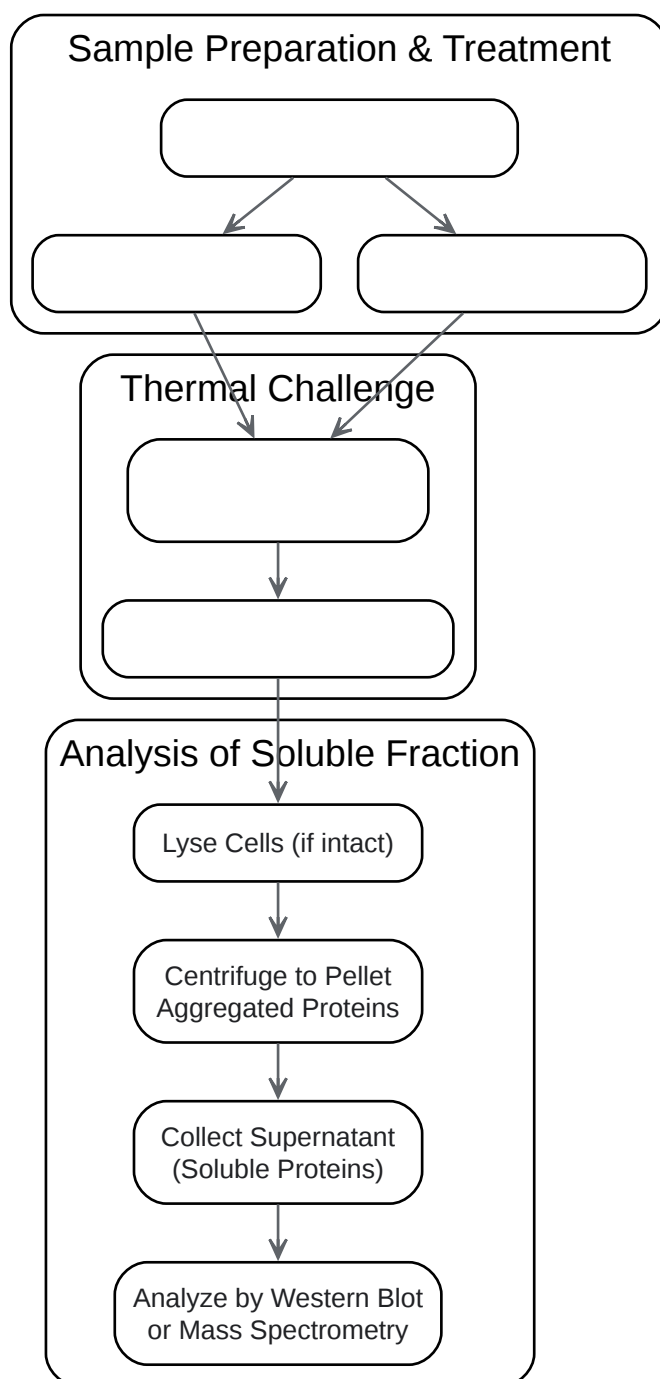 Sample Preparation & Treatment
Thermal Challenge
Analysis of Soluble Fraction
Lyse Cells (if intact)
Centrifuge to Pellet
Aggregated Proteins
Collect Supernatant
(Soluble Proteins)
Analyze by Western Blot
or Mass Spectrometry